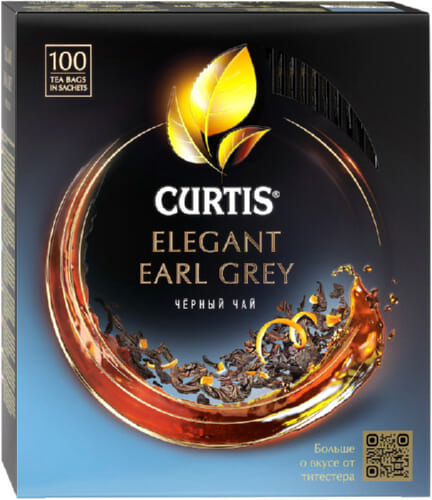 100
TEA BAGS
IN SACHETS
CURTIS®
ELEGANT
EARL GREY
ЧЁРНЫЙ ЧАЙ
Больше
о вкусе от
титестера